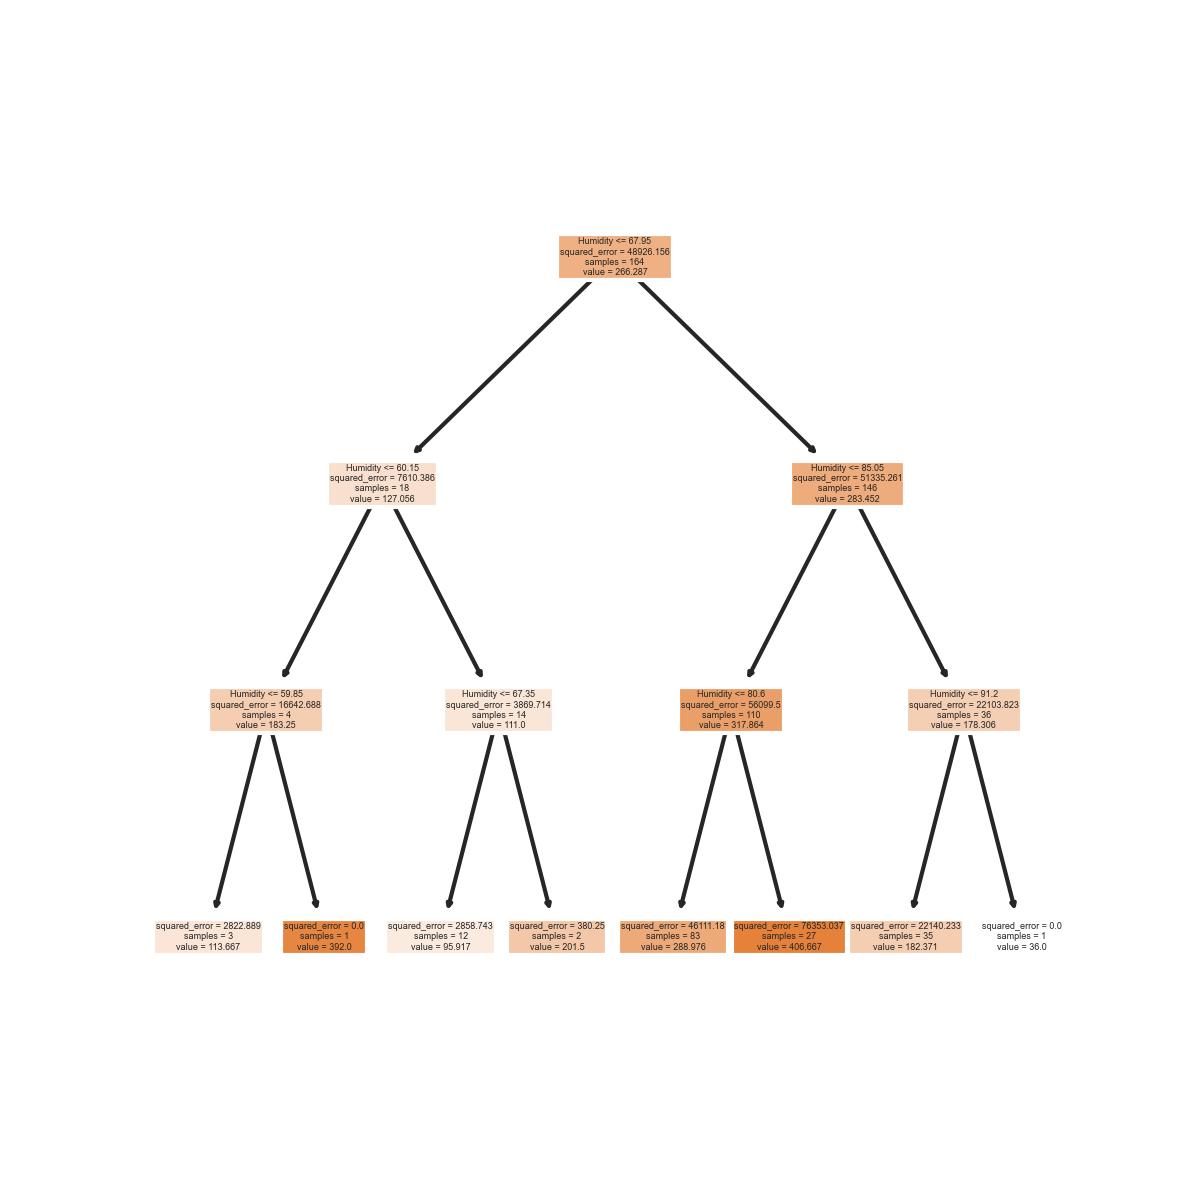 Humidity <= 67.95
squared_error = 48926.156
samples = 164
value = 266.287
Humidity <= 60.15
squared_error = 7610.386
samples = 18
value = 127.056
Humidity <= 85.05
squared_error = 51335.261
samples = 146
value = 283.452
Humidity <= 59.85
squared_error = 16642.688
samples = 4
value = 183.25
Humidity <= 67.35
squared_error = 3869.714
samples = 14
value = 111.0
Humidity <= 80.6
squared_error = 56099.5
samples = 110
value = 317.864
Humidity <= 91.2
squared_error = 22103.823
samples = 36
value = 178.306
squared_error = 2822.889
samples = 3
value = 113.667
squared_error = 0.0
samples = 1
value = 392.0
squared_error = 2858.743
samples = 12
value = 95.917
squared_error = 380.25
samples = 2
value = 201.5
squared_error = 46111.18
samples = 83
value = 288.976
squared_error = 76353.037
samples = 27
value = 406.667
squared_error = 22140.233
samples = 35
value = 182.371
squared_error = 0.0
samples = 1
value = 36.0